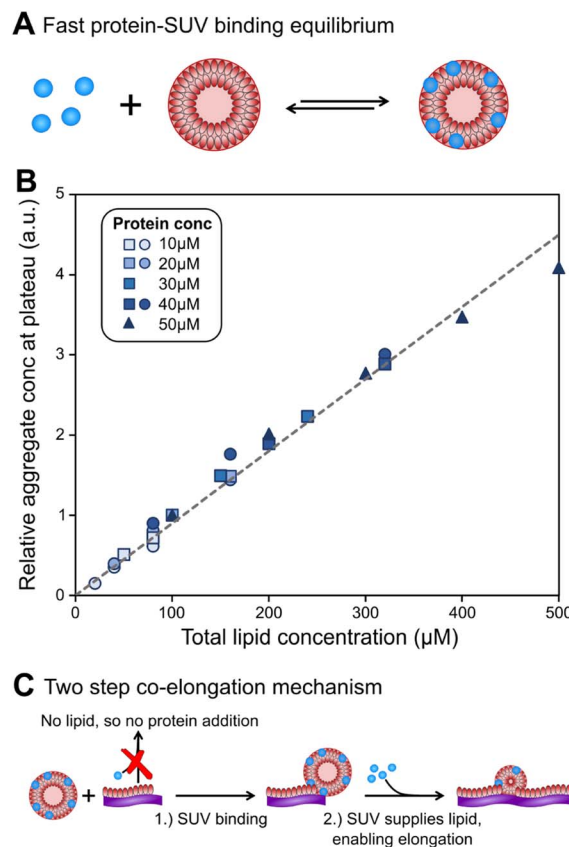 A Fast protein-SUV binding equilibrium
+
B
Relative aggregate conc at plateau (a.u.)
5
4
3
2
1
0
Protein conc
10µM
20µM
30µM
40µM
50µM
0 100 200 300 400 500
Total lipid concentration (µM)
C Two step co-elongation mechanism
No lipid, so no protein addition
+
1.) SUV binding
2.) SUV supplies lipid,
enabling elongation